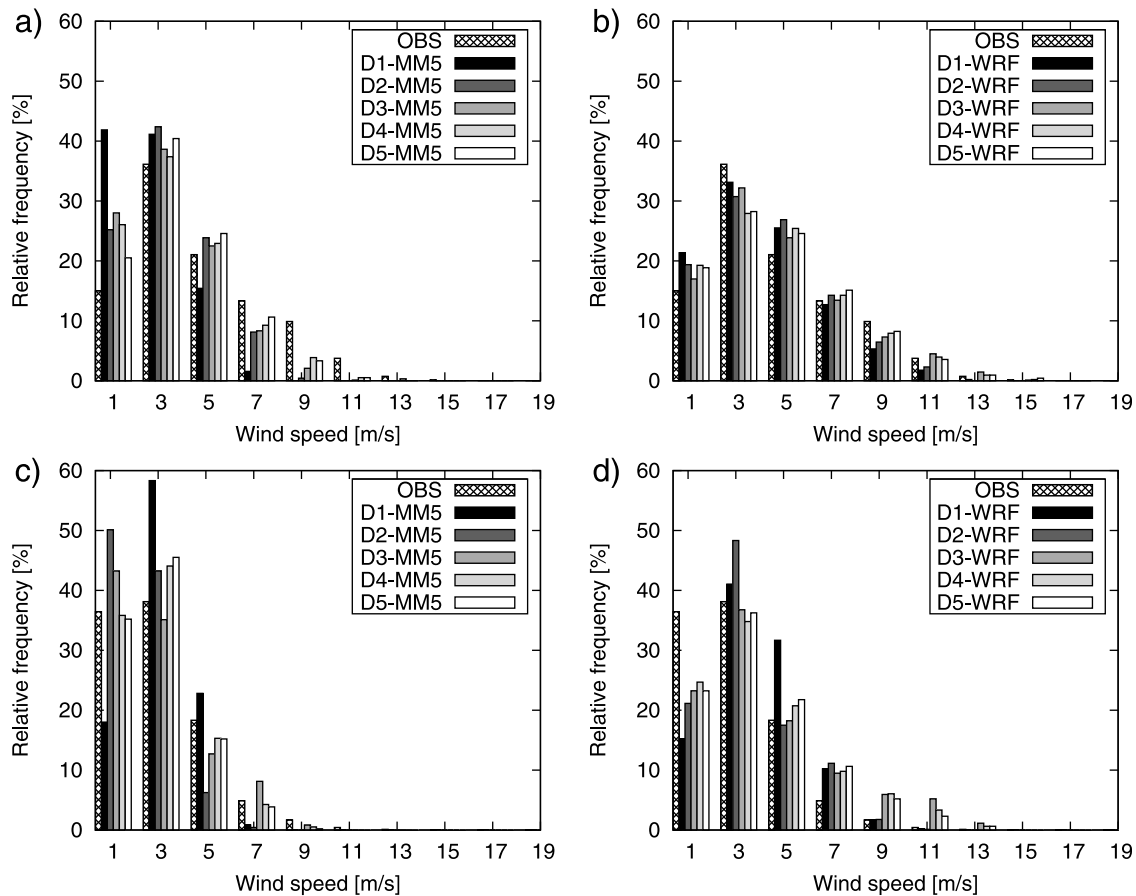 a)
60
50
40
30
20
10
0
Relative frequency [%]
OBS
D1-MM5
D2-MM5
D3-MM5
D4-MM5
D5-MM5
1 3 5 7 9 11 13 15 17 19
Wind speed [m/s]
b)
60
50
40
30
20
10
0
Relative frequency [%]
OBS
D1-WRF
D2-WRF
D3-WRF
D4-WRF
D5-WRF
1 3 5 7 9 11 13 15 17 19
Wind speed [m/s]
c)
60
50
40
30
20
10
0
Relative frequency [%]
OBS
D1-MM5
D2-MM5
D3-MM5
D4-MM5
D5-MM5
1 3 5 7 9 11 13 15 17 19
Wind speed [m/s]
d)
60
50
40
30
20
10
0
Relative frequency [%]
OBS
D1-WRF
D2-WRF
D3-WRF
D4-WRF
D5-WRF
1 3 5 7 9 11 13 15 17 19
Wind speed [m/s]